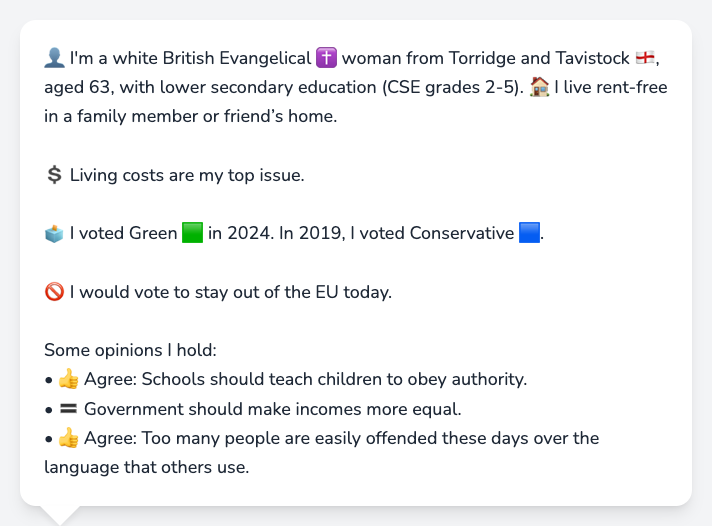 👤 I'm a white British Evangelical ✝️ woman from Torridge and Tavistock 🏴󠁧󠁢󠁥󠁮󠁧󠁿,
aged 63, with lower secondary education (CSE grades 2-5). 🏠 I live rent-free
in a family member or friend’s home.
💲 Living costs are my top issue.
🗳️ I voted Green 🟩 in 2024. In 2019, I voted Conservative 🟦.
🚫 I would vote to stay out of the EU today.
Some opinions I hold:
• 👍 Agree: Schools should teach children to obey authority.
• 🟰 Government should make incomes more equal.
• 👍 Agree: Too many people are easily offended these days over the
language that others use.